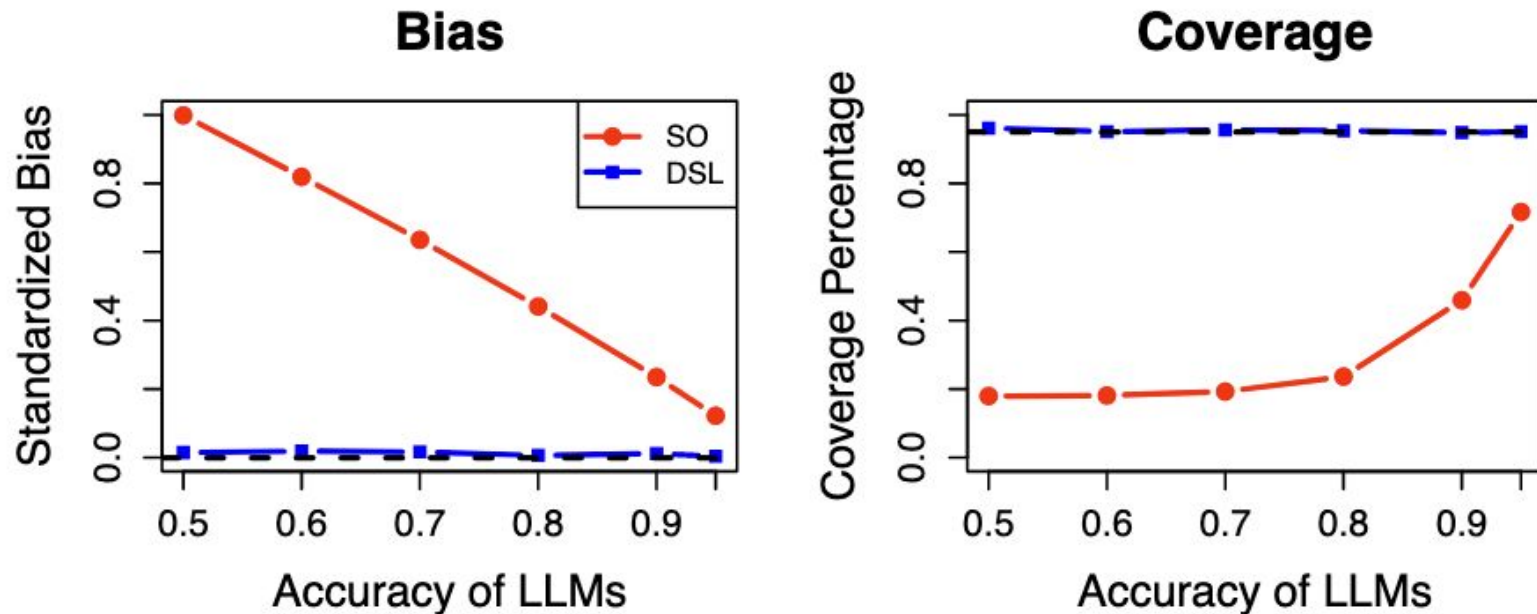 Bias
Standardized Bias
0.8
0.4
0.0
SO
DSL
0.5 0.6 0.7 0.8 0.9
Accuracy of LLMs
Coverage
Coverage Percentage
0.8
0.4
0.0
0.5 0.6 0.7 0.8 0.9
Accuracy of LLMs